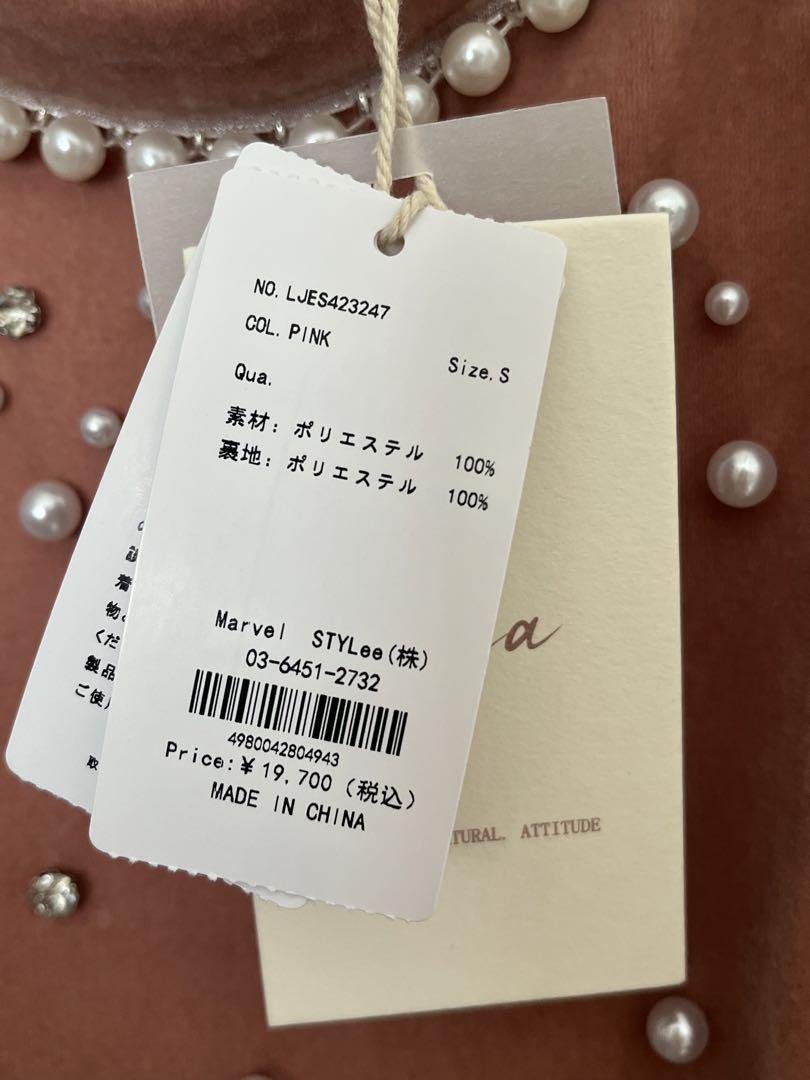 NO. LJES423247
COL. PINK
Size. S
Qua.
素材: ポリエステル 100%
裏地: ポリエステル 100%
Marvel STYLee(株)
03-6451-2732
4980042804943
Price:¥19,700(税込)
MADE IN CHINA
着
物。
くだ
製品
ご使
取
a
TURAL. ATTITUDE